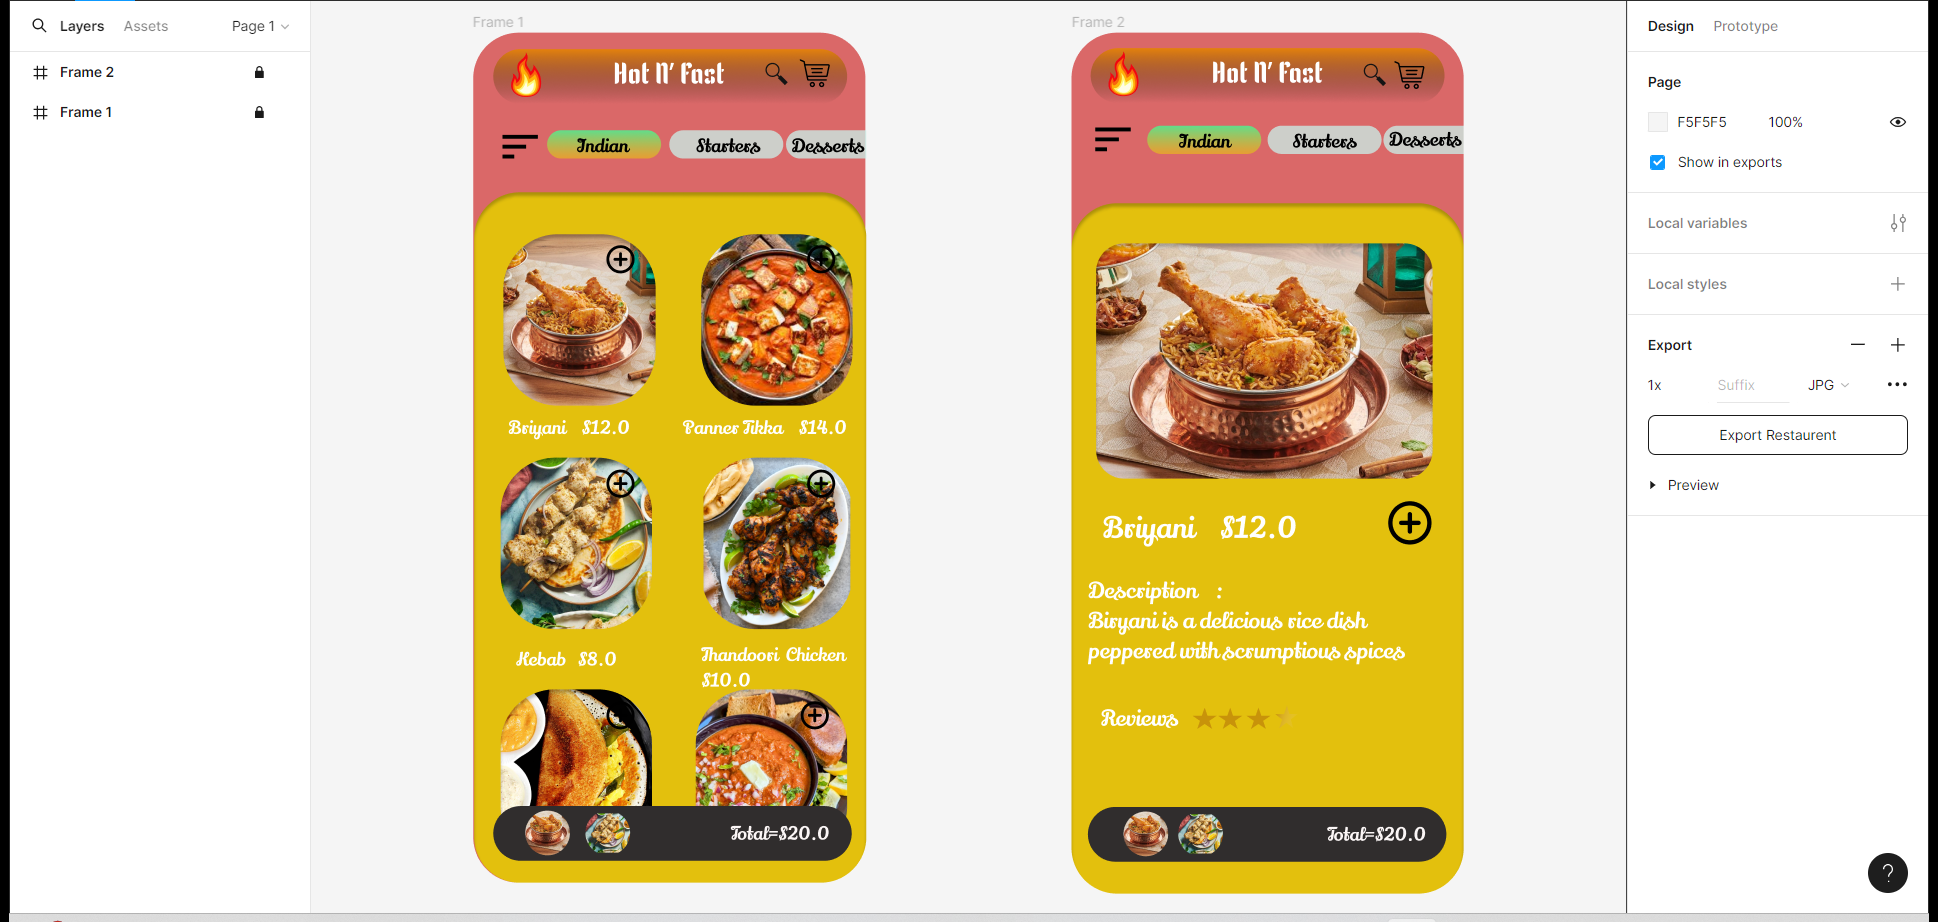 Layers Assets Page 1
Frame 2
Frame 1
Frame 1
Hot N' Fast
Indian Starters Desserts
Briyani $12.0 Panner Tikka $14.0
Kebab $8.0 Thandoori Chicken
$10.0
Total=$20.0
Frame 2
Hot N' Fast
Indian Starters Desserts
Briyani $12.0
Description :
Biryani is a delicious rice dish
peppered with scrumptious spices
Reviews
Total=$20.0
Design Prototype
Page
F5F5F5 100%
Show in exports
Local variables
Local styles
Export
1x Suffix JPG
Export Restaurent
Preview
?